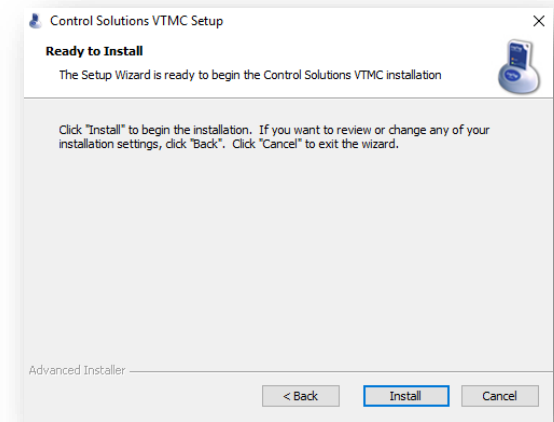 Control Solutions VTMC Setup
Ready to Install
The Setup Wizard is ready to begin the Control Solutions VTMC installation
Click "Install" to begin the installation. If you want to review or change any of your
installation settings, click "Back". Click "Cancel" to exit the wizard.
Advanced Installer
< Back Install Cancel